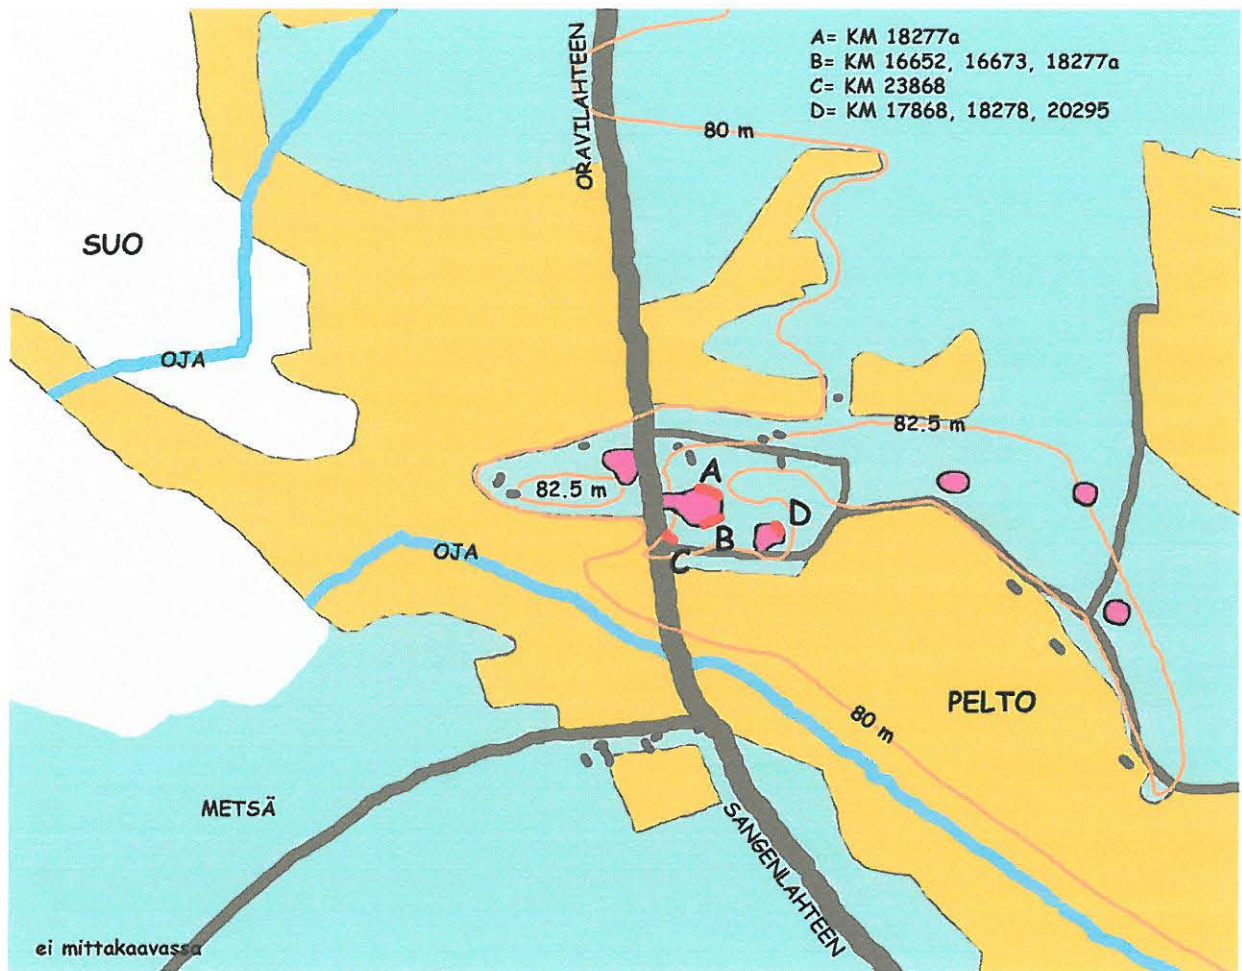 A= KM 18277a
B= KM 16652, 16673, 18277a
C= KM 23868
D= KM 17868, 18278, 20295
ORAVILAHTEEN
80 m
SUO
OJA
82.5 m
A
82.5 m
D
B
C
OJA
PELTO
80 m
METSÄ
SANGENLAHTEEN
ei mittakaavassa